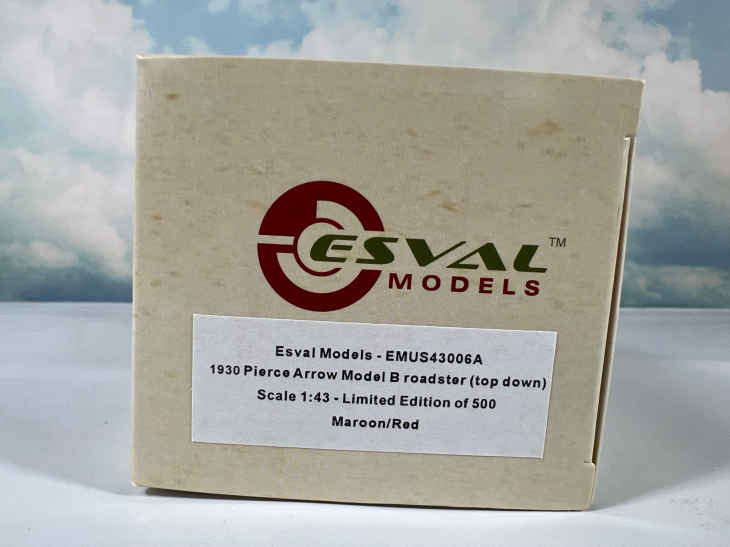 ESVAL™
MODELS
Esval Models - EMUS43006A
1930 Pierce Arrow Model B roadster (top down)
Scale 1:43 - Limited Edition of 500
Maroon/Red